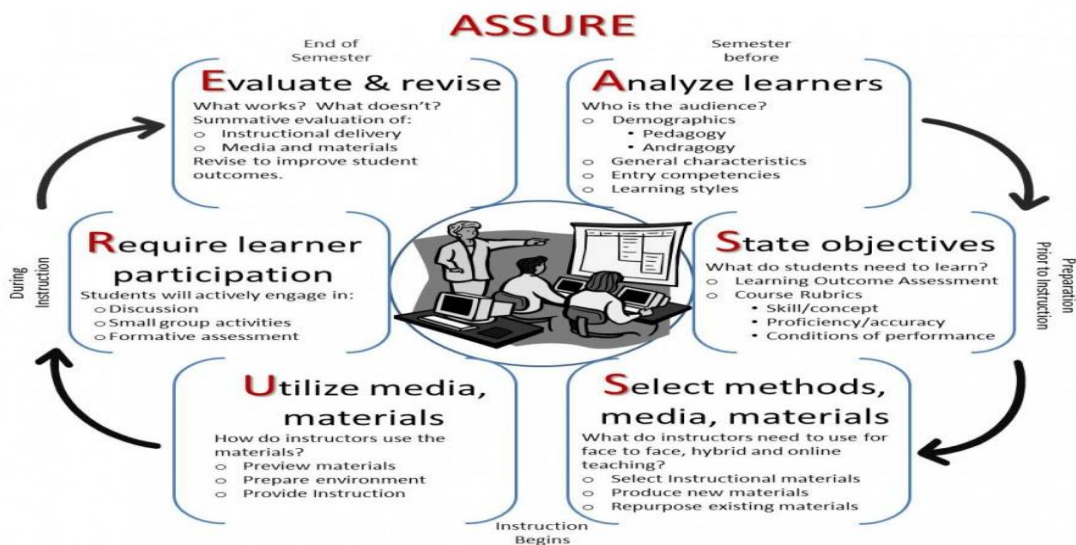 ASSURE
End of
Semester
Semester
before
Analyze learners
Who is the audience?
○ Demographics
• Pedagogy
• Andragogy
○ General characteristics
○ Entry competencies
○ Learning styles
State objectives
What do students need to learn?
○ Learning Outcome Assessment
○ Course Rubrics
• Skill/concept
• Proficiency/accuracy
• Conditions of performance
Preparation
Prior to Instruction
Select methods,
media, materials
What do instructors need to use for
face to face, hybrid and online
teaching?
○ Select Instructional materials
○ Produce new materials
○ Repurpose existing materials
Instruction
Begins
Utilize media,
materials
How do instructors use the
materials?
○ Preview materials
○ Prepare environment
○ Provide Instruction
During
Instruction
Require learner
participation
Students will actively engage in:
○ Discussion
○ Small group activities
○ Formative assessment
Evaluate & revise
What works? What doesn't?
Summative evaluation of:
○ Instructional delivery
○ Media and materials
Revise to improve student
outcomes.